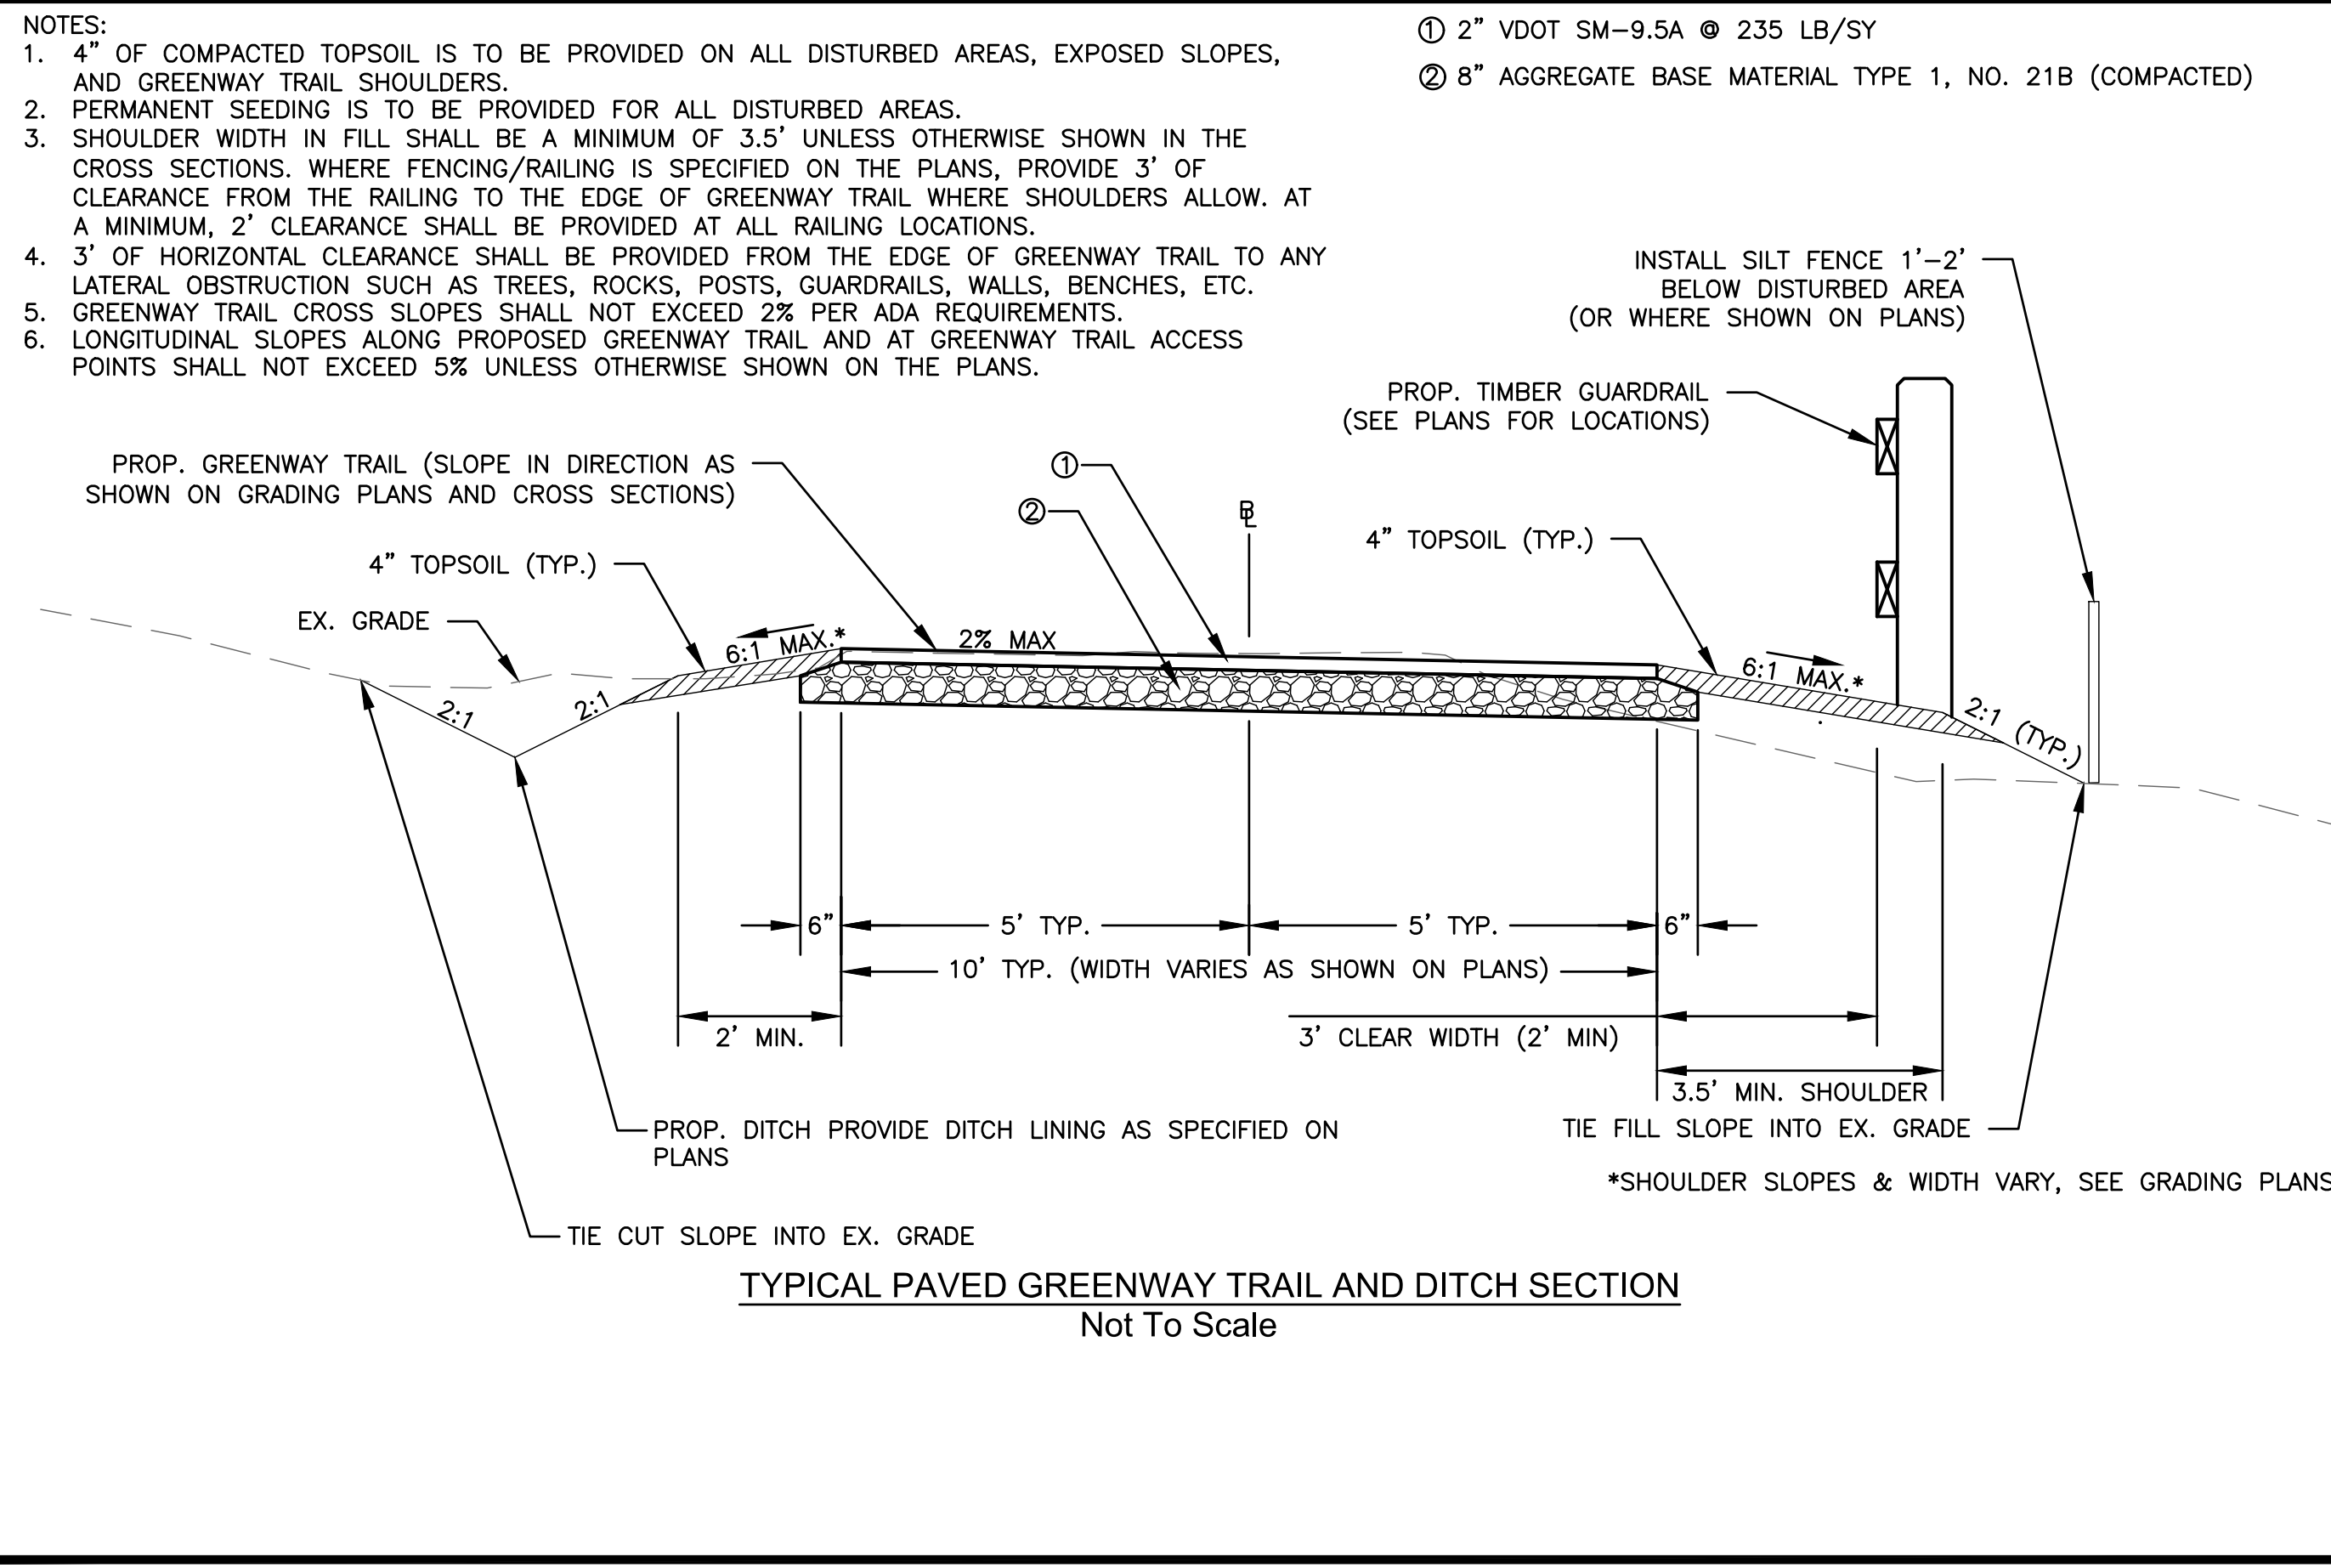 NOTES:
1. 4” OF COMPACTED TOPSOIL IS TO BE PROVIDED ON ALL DISTURBED AREAS, EXPOSED SLOPES,
AND GREENWAY TRAIL SHOULDERS.
2. PERMANENT SEEDING IS TO BE PROVIDED FOR ALL DISTURBED AREAS.
3. SHOULDER WIDTH IN FILL SHALL BE A MINIMUM OF 3.5’ UNLESS OTHERWISE SHOWN IN THE
CROSS SECTIONS. WHERE FENCING/RAILING IS SPECIFIED ON THE PLANS, PROVIDE 3’ OF
CLEARANCE FROM THE RAILING TO THE EDGE OF GREENWAY TRAIL WHERE SHOULDERS ALLOW. AT
A MINIMUM, 2’ CLEARANCE SHALL BE PROVIDED AT ALL RAILING LOCATIONS.
4. 3’ OF HORIZONTAL CLEARANCE SHALL BE PROVIDED FROM THE EDGE OF GREENWAY TRAIL TO ANY
LATERAL OBSTRUCTION SUCH AS TREES, ROCKS, POSTS, GUARDRAILS, WALLS, BENCHES, ETC.
5. GREENWAY TRAIL CROSS SLOPES SHALL NOT EXCEED 2% PER ADA REQUIREMENTS.
6. LONGITUDINAL SLOPES ALONG PROPOSED GREENWAY TRAIL AND AT GREENWAY TRAIL ACCESS
POINTS SHALL NOT EXCEED 5% UNLESS OTHERWISE SHOWN ON THE PLANS.
① 2” VDOT SM-9.5A @ 235 LB/SY
② 8” AGGREGATE BASE MATERIAL TYPE 1, NO. 21B (COMPACTED)
INSTALL SILT FENCE 1’-2’
BELOW DISTURBED AREA
(OR WHERE SHOWN ON PLANS)
PROP. TIMBER GUARDRAIL
(SEE PLANS FOR LOCATIONS)
PROP. GREENWAY TRAIL (SLOPE IN DIRECTION AS
SHOWN ON GRADING PLANS AND CROSS SECTIONS)
①
②
BL
4” TOPSOIL (TYP.)
4” TOPSOIL (TYP.)
EX. GRADE
6:1 MAX.*
2% MAX
6:1 MAX.*
2:1
2:1
2:1 (TYP.)
6”
5’ TYP.
5’ TYP.
6”
10’ TYP. (WIDTH VARIES AS SHOWN ON PLANS)
2’ MIN.
3’ CLEAR WIDTH (2’ MIN)
3.5’ MIN. SHOULDER
PROP. DITCH PROVIDE DITCH LINING AS SPECIFIED ON
PLANS
TIE FILL SLOPE INTO EX. GRADE
*SHOULDER SLOPES & WIDTH VARY, SEE GRADING PLANS
TIE CUT SLOPE INTO EX. GRADE
TYPICAL PAVED GREENWAY TRAIL AND DITCH SECTION
Not To Scale